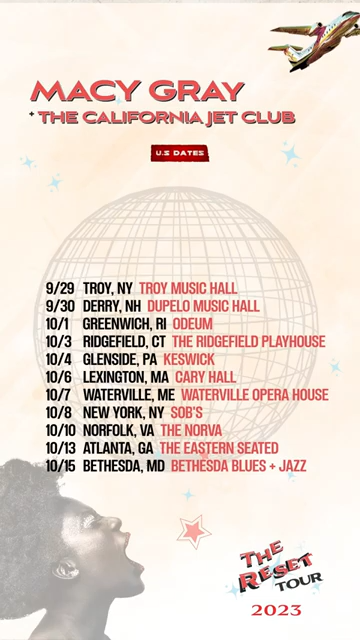 MACY GRAY
+ THE CALIFORNIA JET CLUB
U.S DATES
9/29 TROY, NY TROY MUSIC HALL
9/30 DERRY, NH DUPELO MUSIC HALL
10/1 GREENWICH, RI ODEUM
10/3 RIDGEFIELD, CT THE RIDGEFIELD PLAYHOUSE
10/4 GLENSIDE, PA KESWICK
10/6 LEXINGTON, MA CARY HALL
10/7 WATERVILLE, ME WATERVILLE OPERA HOUSE
10/8 NEW YORK, NY SOB'S
10/10 NORFOLK, VA THE NORVA
10/13 ATLANTA, GA THE EASTERN SEATED
10/15 BETHESDA, MD BETHESDA BLUES + JAZZ
THE
RESET
TOUR
2023